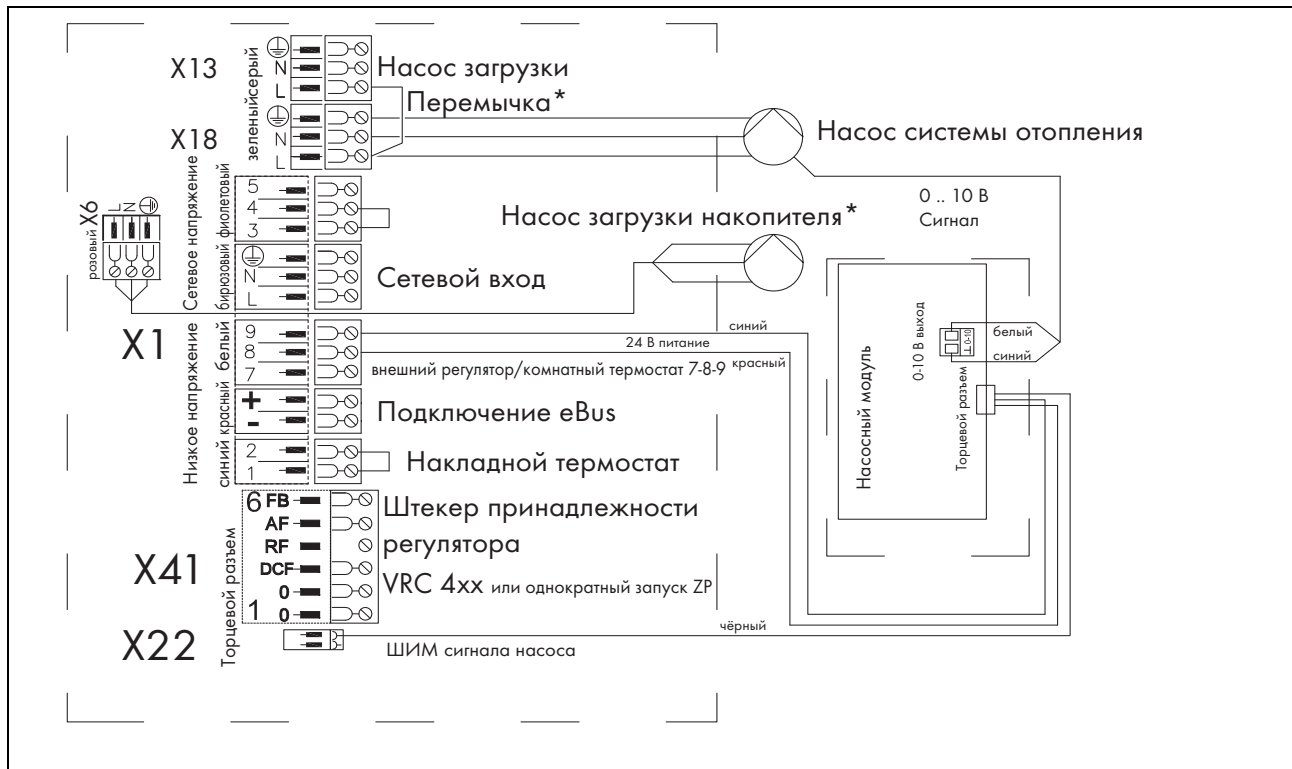 X13
зеленый серый
N
L
Насос загрузки
Перемычка*
X18
N
L
Насос системы отопления
0 .. 10 В
Сигнал
розовый X6
L N
Сетевое напряжение
фиолетовый
5
4
3
Насос загрузки накопителя*
бирюзовый
N
L
Сетевой вход
X1
Низкое напряжение
белый
9
8
7
синий
24 В питание
внешний регулятор/комнатный термостат 7-8-9
красный
красный
+
-
Подключение eBus
синий
2
1
Накладной термостат
Насосный модуль
0-10 В выход
⊥ 0-10
белый
синий
Торцевой разъем
X41
Торцевой разъем
6 FB
AF
RF
DCF
0
1 0
Штекер принадлежности
регулятора
VRC 4xx или однократный запуск ZP
X22
чёрный
ШИМ сигнала насоса